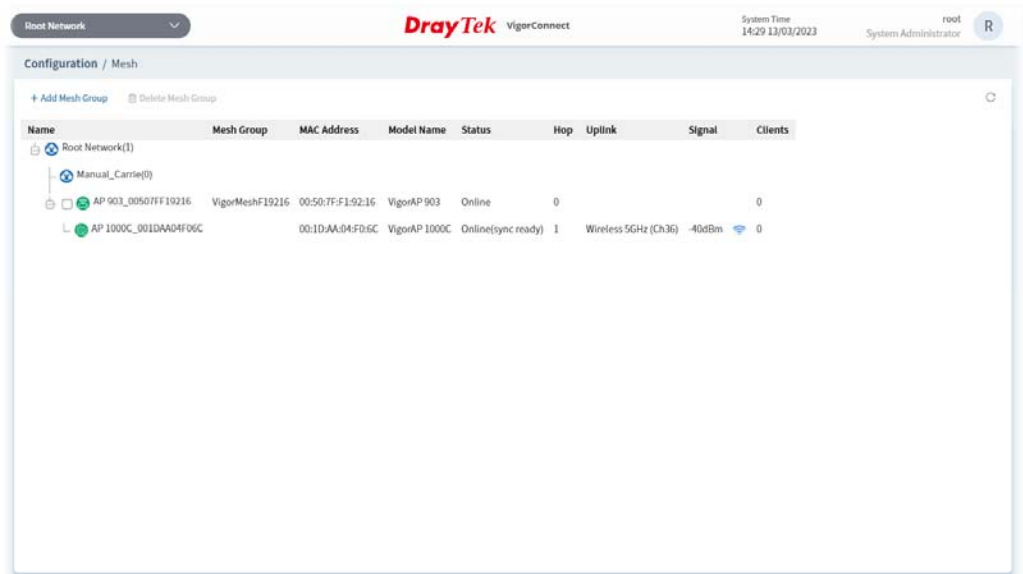 Root Network
DrayTek VigorConnect
System Time
14:29 13/03/2023
root
System Administrator
R
Configuration / Mesh
+ Add Mesh Group Delete Mesh Group
Name Mesh Group MAC Address Model Name Status Hop Uplink Signal Clients
Root Network(1)
Manual_Carrie(0)
AP 903_00507FF19216 VigorMeshF19216 00:50:7F:F1:92:16 VigorAP 903 Online 0 0
AP 1000C_001DAA04F06C 00:1D:AA:04:F0:6C VigorAP 1000C Online(sync ready) 1 Wireless 5GHz (Ch36) -40dBm 0